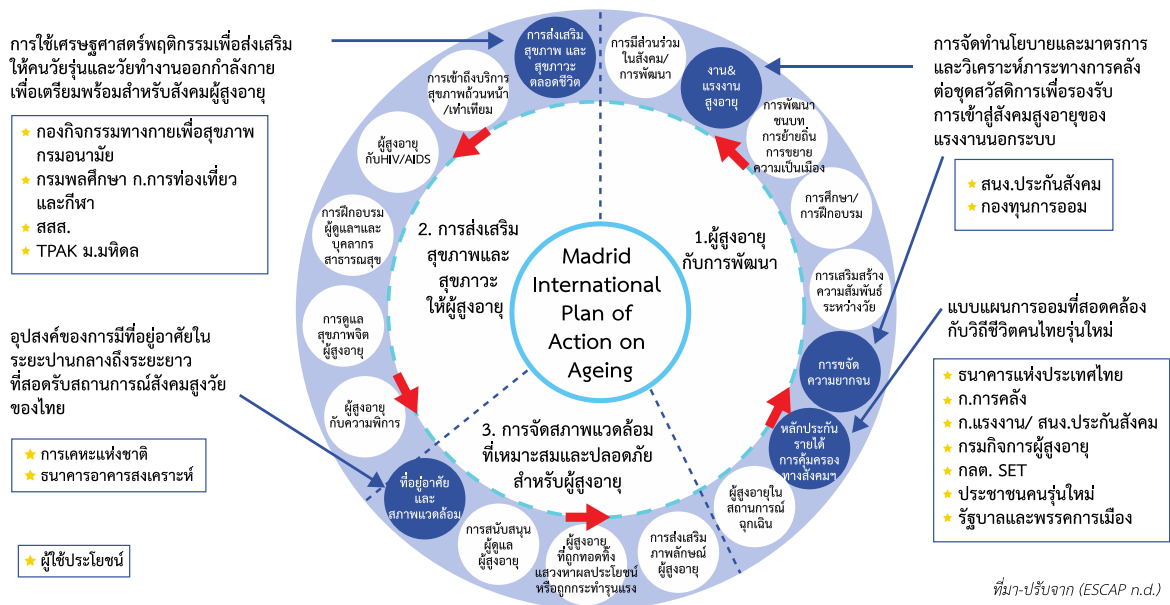 การใช้เศรษฐศาสตร์พฤติกรรมเพื่อส่งเสริม
ให้คนวัยรุ่นและวัยทำงานออกกำลังกาย
เพื่อเตรียมพร้อมสำหรับสังคมผู้สูงอายุ
กองกิจกรรมทางกายเพื่อสุขภาพ
กรมอนามัย
กรมพลศึกษา ก.การท่องเที่ยว
และกีฬา
สสส.
TPAK ม.มหิดล
อุปสงค์ของการมีที่อยู่อาศัยใน
ระยะปานกลางถึงระยะยาว
ที่สอดรับสถานการณ์สังคมสูงวัย
ของไทย
การเคหะแห่งชาติ
ธนาคารอาคารสงเคราะห์
ผู้ใช้ประโยชน์
การส่งเสริม
สุขภาพ และ
สุขภาวะ
ตลอดชีวิต
การเข้าถึงบริการ
สุขภาพถ้วนหน้า
/เท่าเทียม
ผู้สูงอายุ
กับHIV/AIDS
การฝึกอบรม
ผู้ดูแลฯและ
บุคลากร
สาธารณสุข
การดูแล
สุขภาพจิต
ผู้สูงอายุ
ผู้สูงอายุ
กับความพิการ
2. การส่งเสริม
สุขภาพและ
สุขภาวะ
ให้ผู้สูงอายุ
Madrid
International
Plan of
Action on
Ageing
1.ผู้สูงอายุ
กับการพัฒนา
3. การจัดสภาพแวดล้อม
ที่เหมาะสมและปลอดภัย
สำหรับผู้สูงอายุ
การมีส่วนร่วม
ในสังคม/
การพัฒนา
งาน&
แรงงาน
สูงอายุ
การพัฒนา
ชนบท
การย้ายถิ่น
การขยาย
ความเป็นเมือง
การศึกษา/
การฝึกอบรม
การเสริมสร้าง
ความสัมพันธ์
ระหว่างวัย
การขจัด
ความยากจน
หลักประกัน
รายได้
การคุ้มครอง
ทางสังคมฯ
ผู้สูงอายุใน
สถานการณ์
ฉุกเฉิน
การส่งเสริม
ภาพลักษณ์
ผู้สูงอายุ
ผู้สูงอายุ
ที่ถูกทอดทิ้ง
แสวงหาผลประโยชน์
หรือถูกกระทำรุนแรง
การสนับสนุน
ผู้ดูแล
ผู้สูงอายุ
ที่อยู่อาศัย
และ
สภาพแวดล้อม
การจัดทำนโยบายและมาตรการ
และวิเคราะห์ภาระทางการคลัง
ต่อชุดสวัสดิการเพื่อรองรับ
การเข้าสู่สังคมสูงอายุของ
แรงงานนอกระบบ
สนง.ประกันสังคม
กองทุนการออม
แบบแผนการออมที่สอดคล้อง
กับวิถีชีวิตคนไทยรุ่นใหม่
ธนาคารแห่งประเทศไทย
ก.การคลัง
ก.แรงงาน/ สนง.ประกันสังคม
กรมกิจการผู้สูงอายุ
กลต. SET
ประชาชนคนรุ่นใหม่
รัฐบาลและพรรคการเมือง
ที่มา-ปรับจาก (ESCAP n.d.)